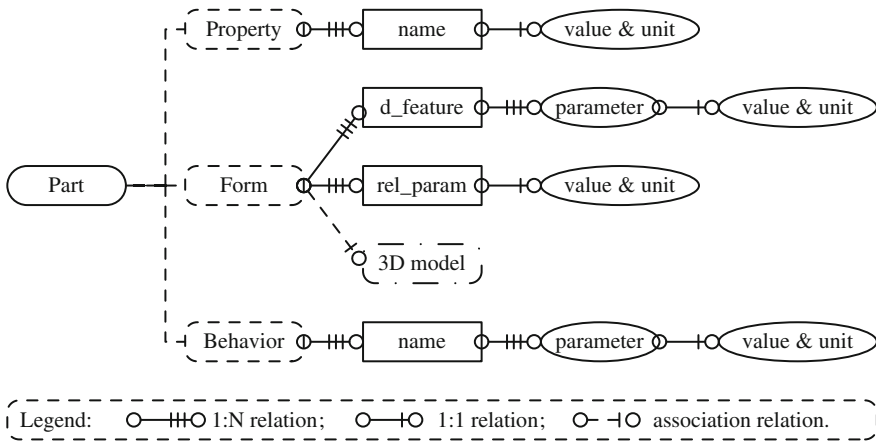 Property name value & unit
d_feature parameter value & unit
Part Form rel_param value & unit
3D model
Behavior name parameter value & unit
Legend: 1:N relation; 1:1 relation; association relation.